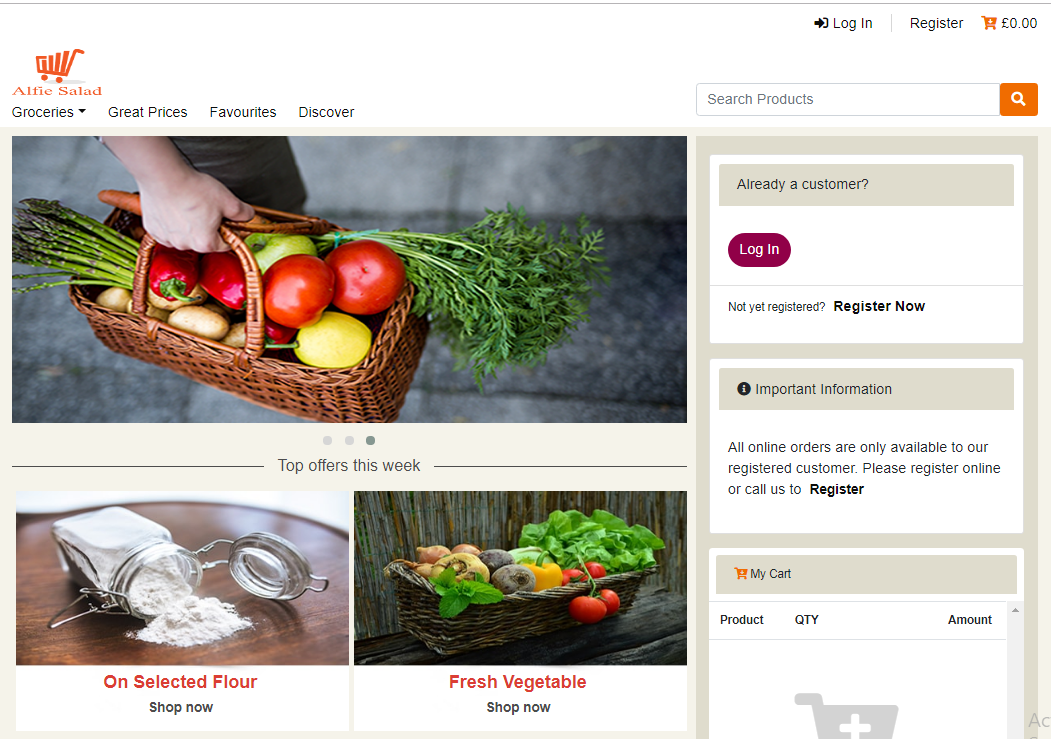 Log In
Register
£0.00
Alfie Salad
Groceries
Great Prices
Favourites
Discover
Search Products
Already a customer?
Log In
Not yet registered? Register Now
Important Information
All online orders are only available to our
registered customer. Please register online
or call us to Register
Top offers this week
On Selected Flour
Shop now
Fresh Vegetable
Shop now
My Cart
Product QTY Amount